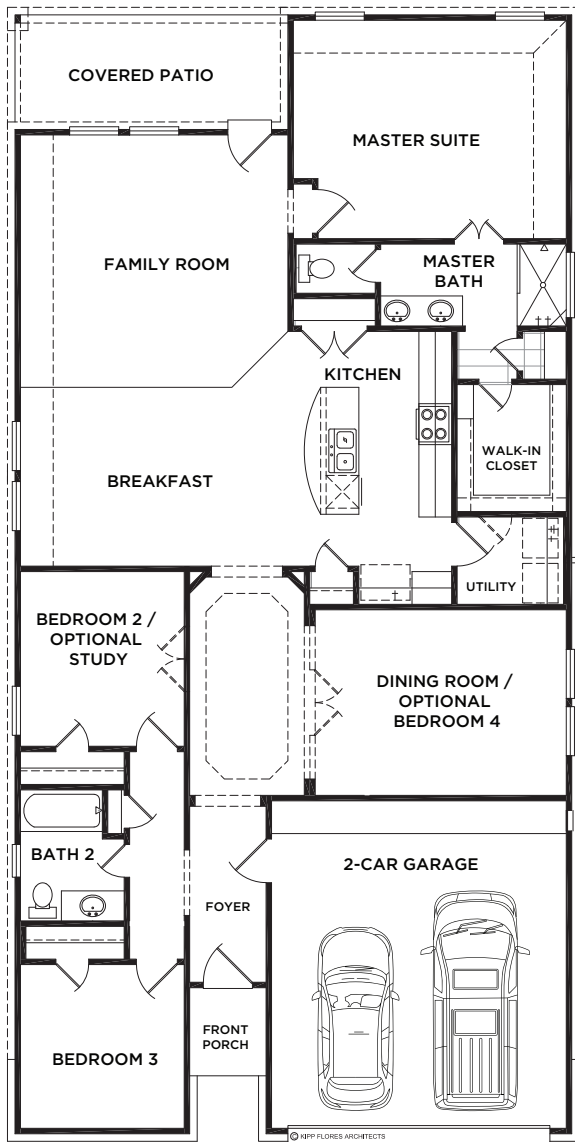 COVERED PATIO
MASTER SUITE
FAMILY ROOM
MASTER
BATH
KITCHEN
BREAKFAST
WALK-IN
CLOSET
UTILITY
BEDROOM 2 /
OPTIONAL
STUDY
DINING ROOM /
OPTIONAL
BEDROOM 4
BATH 2
2-CAR GARAGE
FOYER
FRONT
PORCH
BEDROOM 3
© KIPP FLORES ARCHITECTS